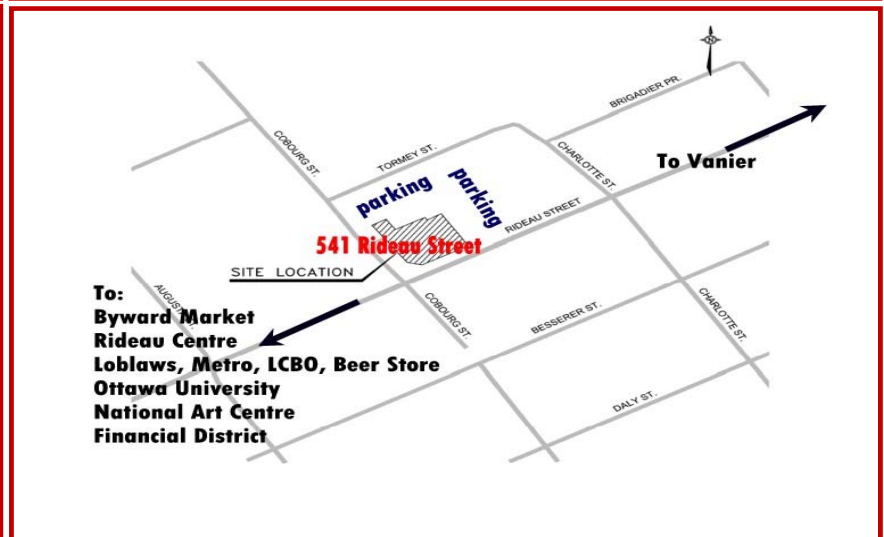 N
BRIGADIER PR.
COBOURG ST.
TORMEY ST.
CHARLOTTE ST.
To Vanier
parking
parking
RIDEAU STREET
541 Rideau Street
SITE LOCATION
To:
Byward Market
Rideau Centre
Loblaws, Metro, LCBO, Beer Store
Ottawa University
National Art Centre
Financial District
COBOURG ST.
BESSERER ST.
CHARLOTTE ST.
DALY ST.